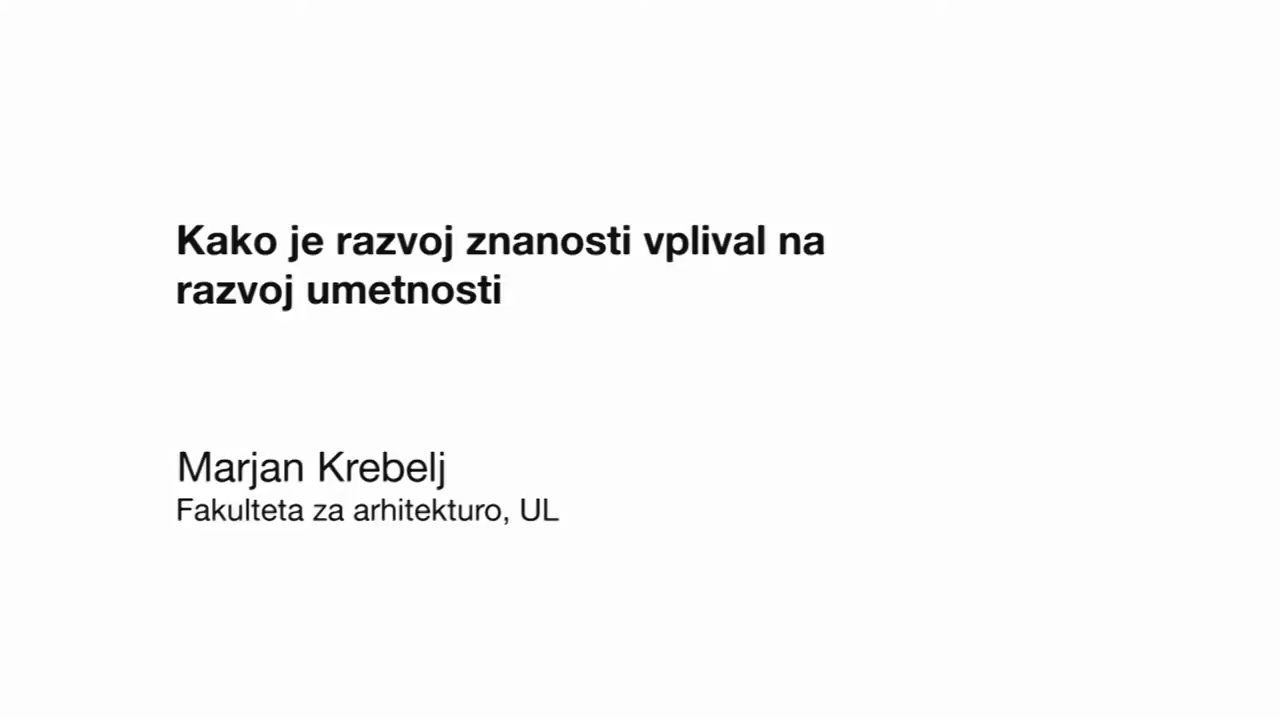 Kako je razvoj znanosti vplival na
razvoj umetnosti
Marjan Krebelj
Fakulteta za arhitekturo, UL